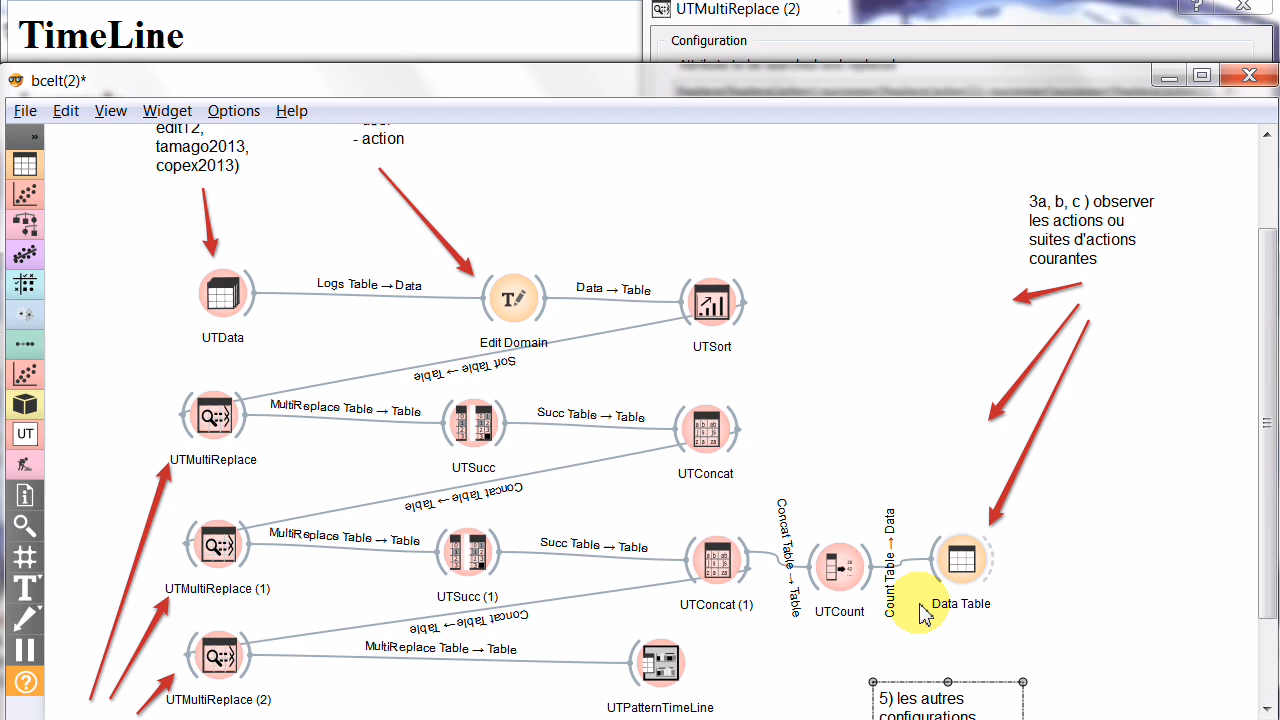 TimeLine
UTMultiReplace (2)
Configuration
bcelt(2)*
File Edit View Widget Options Help
»
edit12,
tamago2013,
copex2013)
- action
3a, b, c ) observer
les actions ou
suites d'actions
courantes
Logs Table → Data
Data → Table
UTData
Edit Domain
UTSort
Sort Table → Table
MultiReplace Table → Table
Succ Table → Table
UTMultiReplace
UTSucc
UTConcat
Concat Table → Table
MultiReplace Table → Table
Succ Table → Table
Concat Table → Table
Count Table → Data
UTMultiReplace (1)
UTSucc (1)
UTConcat (1)
UTCount
Data Table
Concat Table → Table
MultiReplace Table → Table
UTMultiReplace (2)
UTPatternTimeLine
5) les autres
configurations
UT